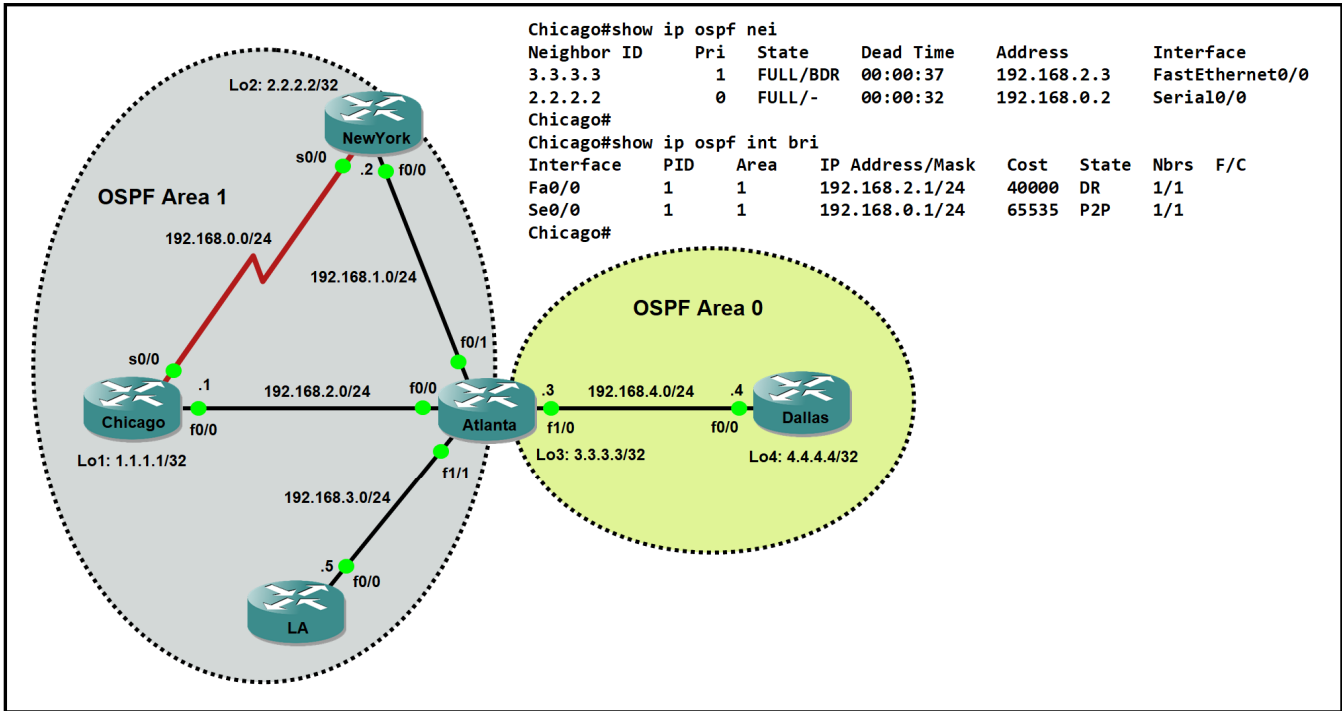 Chicago#show ip ospf nei
Neighbor ID Pri State Dead Time Address Interface
3.3.3.3 1 FULL/BDR 00:00:37 192.168.2.3 FastEthernet0/0
2.2.2.2 0 FULL/- 00:00:32 192.168.0.2 Serial0/0
Chicago#
Chicago#show ip ospf int bri
Interface PID Area IP Address/Mask Cost State Nbrs F/C
Fa0/0 1 1 192.168.2.1/24 40000 DR 1/1
Se0/0 1 1 192.168.0.1/24 65535 P2P 1/1
Chicago#
Lo2: 2.2.2.2/32
NewYork
s0/0
.2
f0/0
OSPF Area 1
192.168.0.0/24
192.168.1.0/24
OSPF Area 0
f0/1
s0/0
.1
192.168.2.0/24
f0/0
.3
192.168.4.0/24
.4
Chicago
f0/0
Atlanta
f1/0
f0/0
Dallas
Lo1: 1.1.1.1/32
Lo3: 3.3.3.3/32
Lo4: 4.4.4.4/32
f1/1
192.168.3.0/24
.5
f0/0
LA